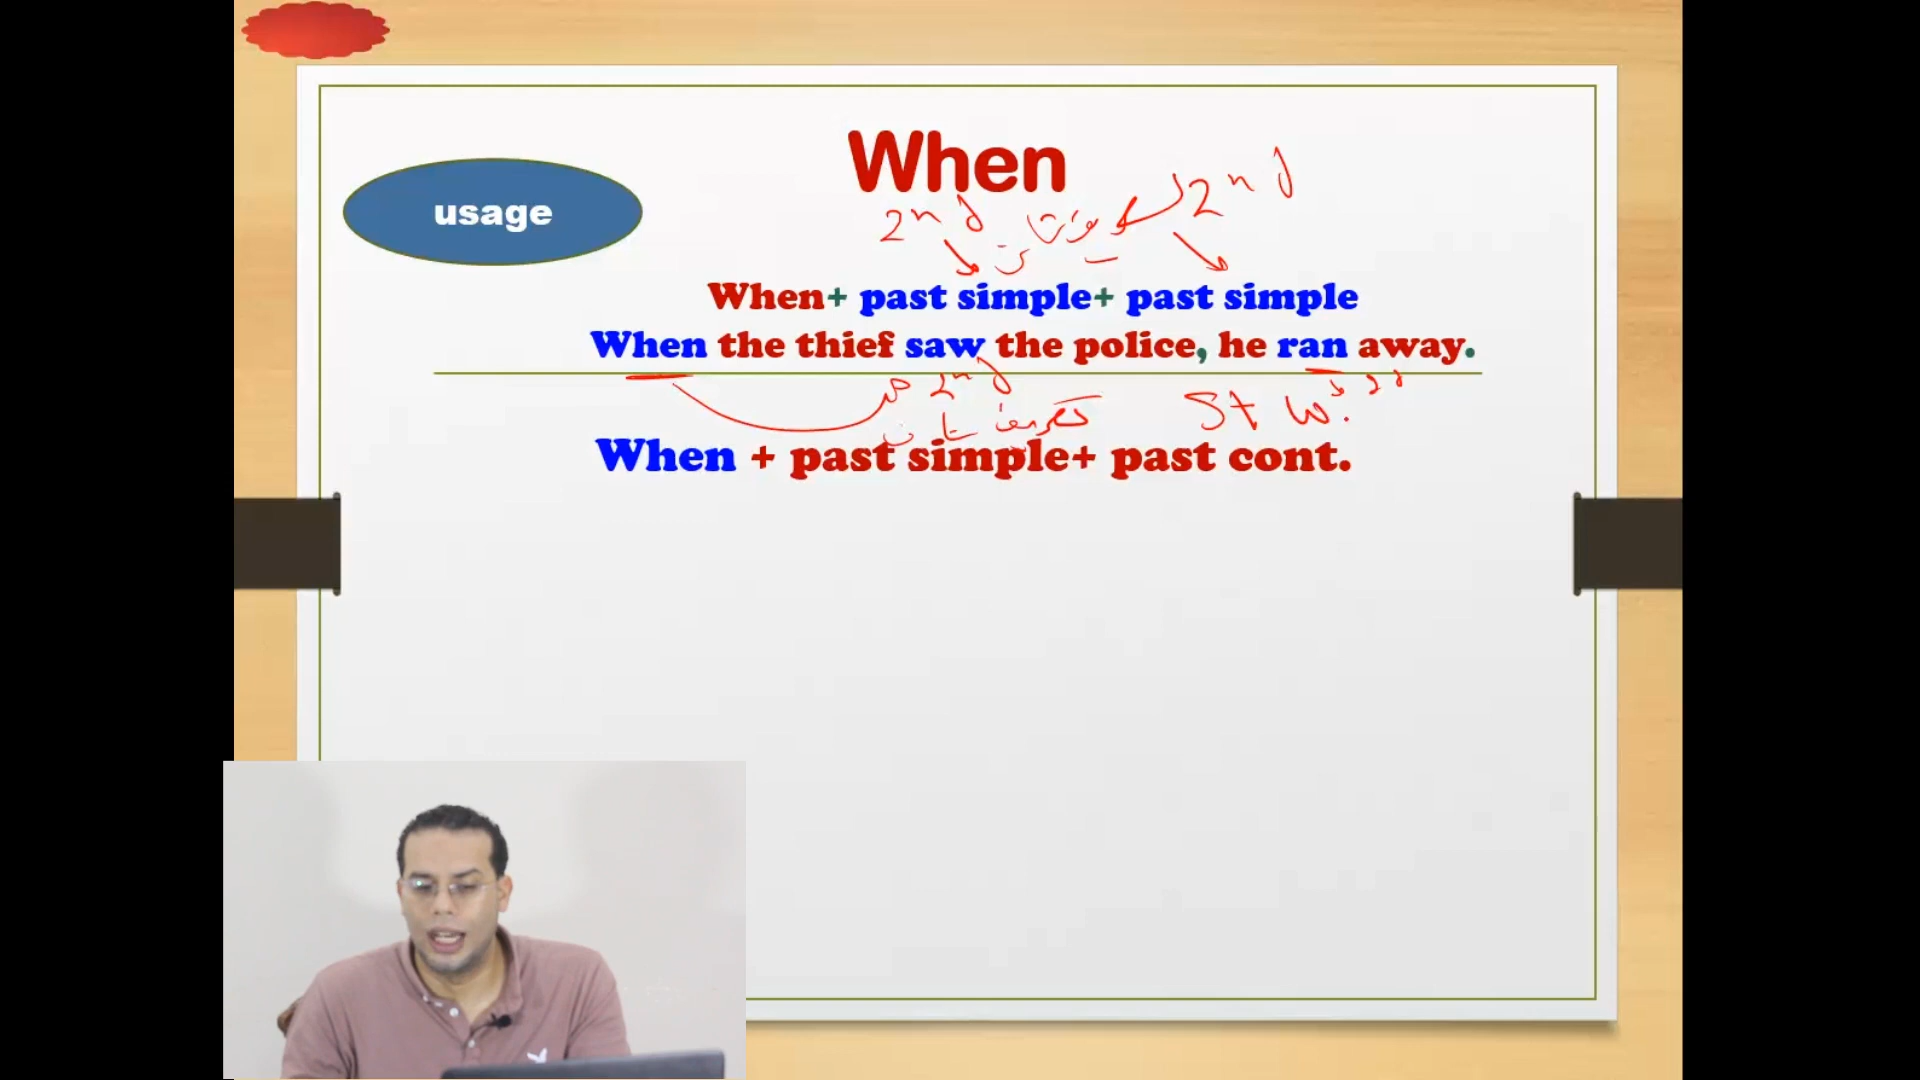 When
usage
2nd 2nd
When+ past simple+ past simple
When the thief saw the police, he ran away.
2nd
St w.
When + past simple+ past cont.